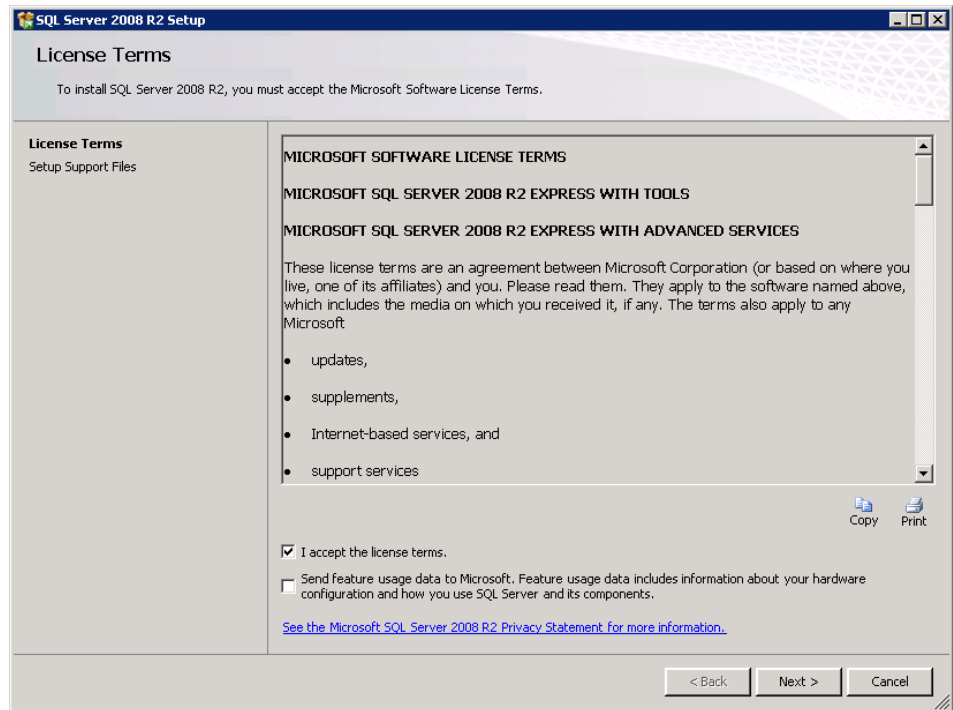 SQL Server 2008 R2 Setup
License Terms
To install SQL Server 2008 R2, you must accept the Microsoft Software License Terms.
License Terms
Setup Support Files
MICROSOFT SOFTWARE LICENSE TERMS
MICROSOFT SQL SERVER 2008 R2 EXPRESS WITH TOOLS
MICROSOFT SQL SERVER 2008 R2 EXPRESS WITH ADVANCED SERVICES
These license terms are an agreement between Microsoft Corporation (or based on where you
live, one of its affiliates) and you. Please read them. They apply to the software named above,
which includes the media on which you received it, if any. The terms also apply to any
Microsoft
• updates,
• supplements,
• Internet-based services, and
• support services
Copy Print
I accept the license terms.
Send feature usage data to Microsoft. Feature usage data includes information about your hardware
configuration and how you use SQL Server and its components.
See the Microsoft SQL Server 2008 R2 Privacy Statement for more information.
< Back Next > Cancel